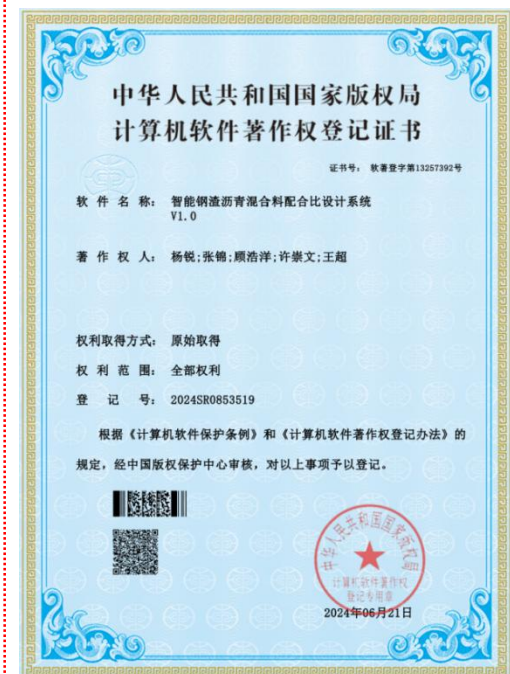 中华人民共和国国家版权局
计算机软件著作权登记证书
证书号： 软著登字第13257392号
软 件 名 称： 智能钢渣沥青混合料配合比设计系统
V1.0
著 作 权 人： 杨锐;张锦;顾浩洋;许崇文;王超
权利取得方式： 原始取得
权 利 范 围： 全部权利
登 记 号： 2024SR0853519
根据《计算机软件保护条例》和《计算机软件著作权登记办法》的
规定，经中国版权保护中心审核，对以上事项予以登记。
中华人民共和国国家版权局
计算机软件著作权
登记专用章
2024年06月21日